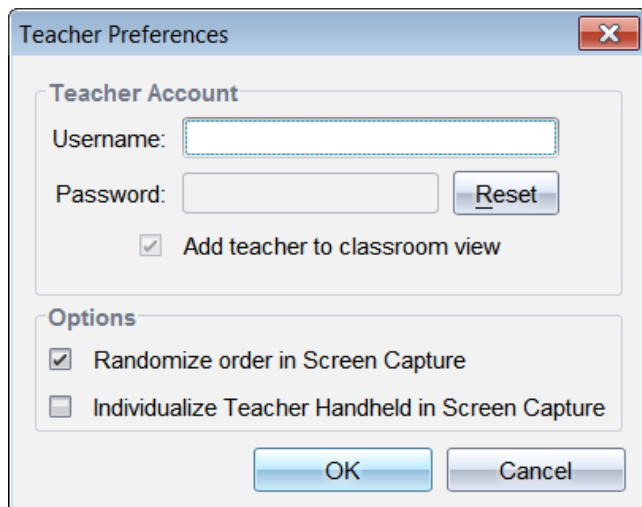 Teacher Preferences
Teacher Account
Username:
Password:
Reset
Add teacher to classroom view
Options
Randomize order in Screen Capture
Individualize Teacher Handheld in Screen Capture
OK
Cancel